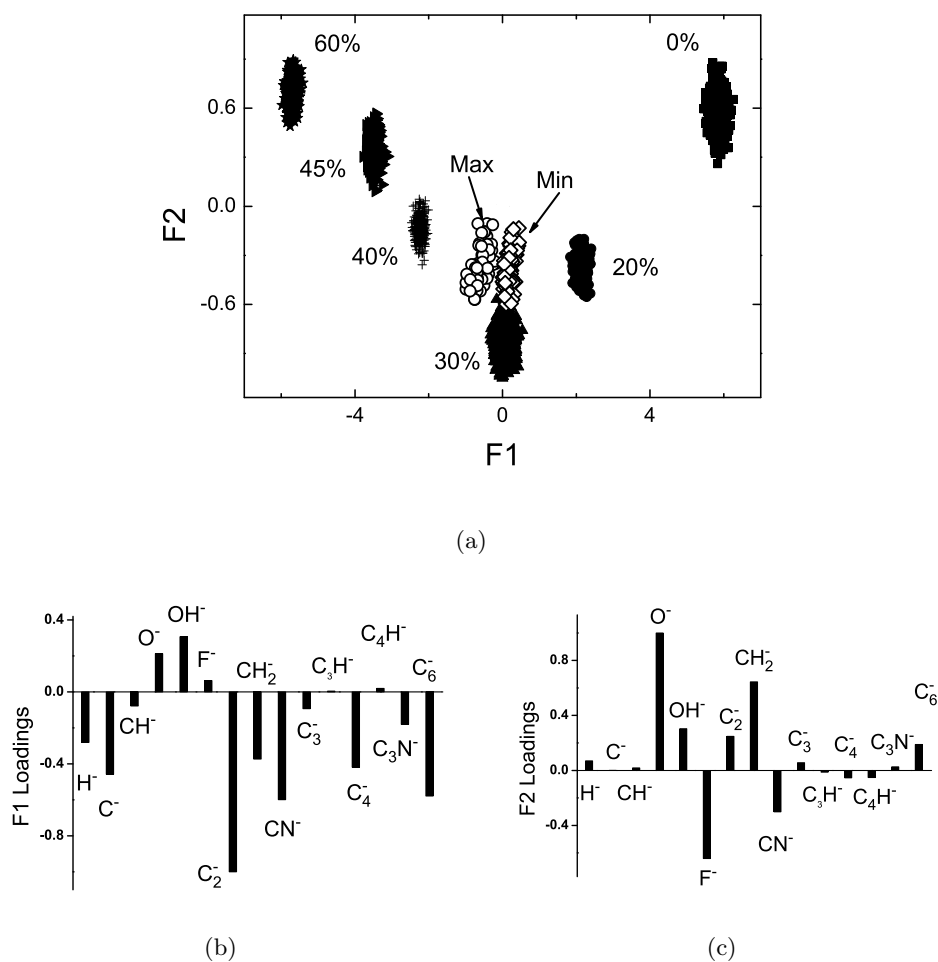 60%
0%
0.6
45%
Max
Min
F2
0.0
40%
20%
-0.6
30%
-4
0
4
F1
(a)
0.4
O⁻
OH⁻
F⁻
CH₂⁻
C₃H⁻
C₄H⁻
C₆⁻
0.0
H⁻
C⁻
CH⁻
C₃⁻
C₃N⁻
-0.4
C₄⁻
CN⁻
-0.8
C₂⁻
F1 Loadings
(b)
O⁻
CH₂⁻
0.8
OH⁻
C₂⁻
C₆⁻
0.4
C⁻
C₃⁻
C₄⁻
C₃N⁻
0.0
H⁻
CH⁻
C₃H⁻
C₄H⁻
-0.4
CN⁻
F⁻
F2 Loadings
(c)